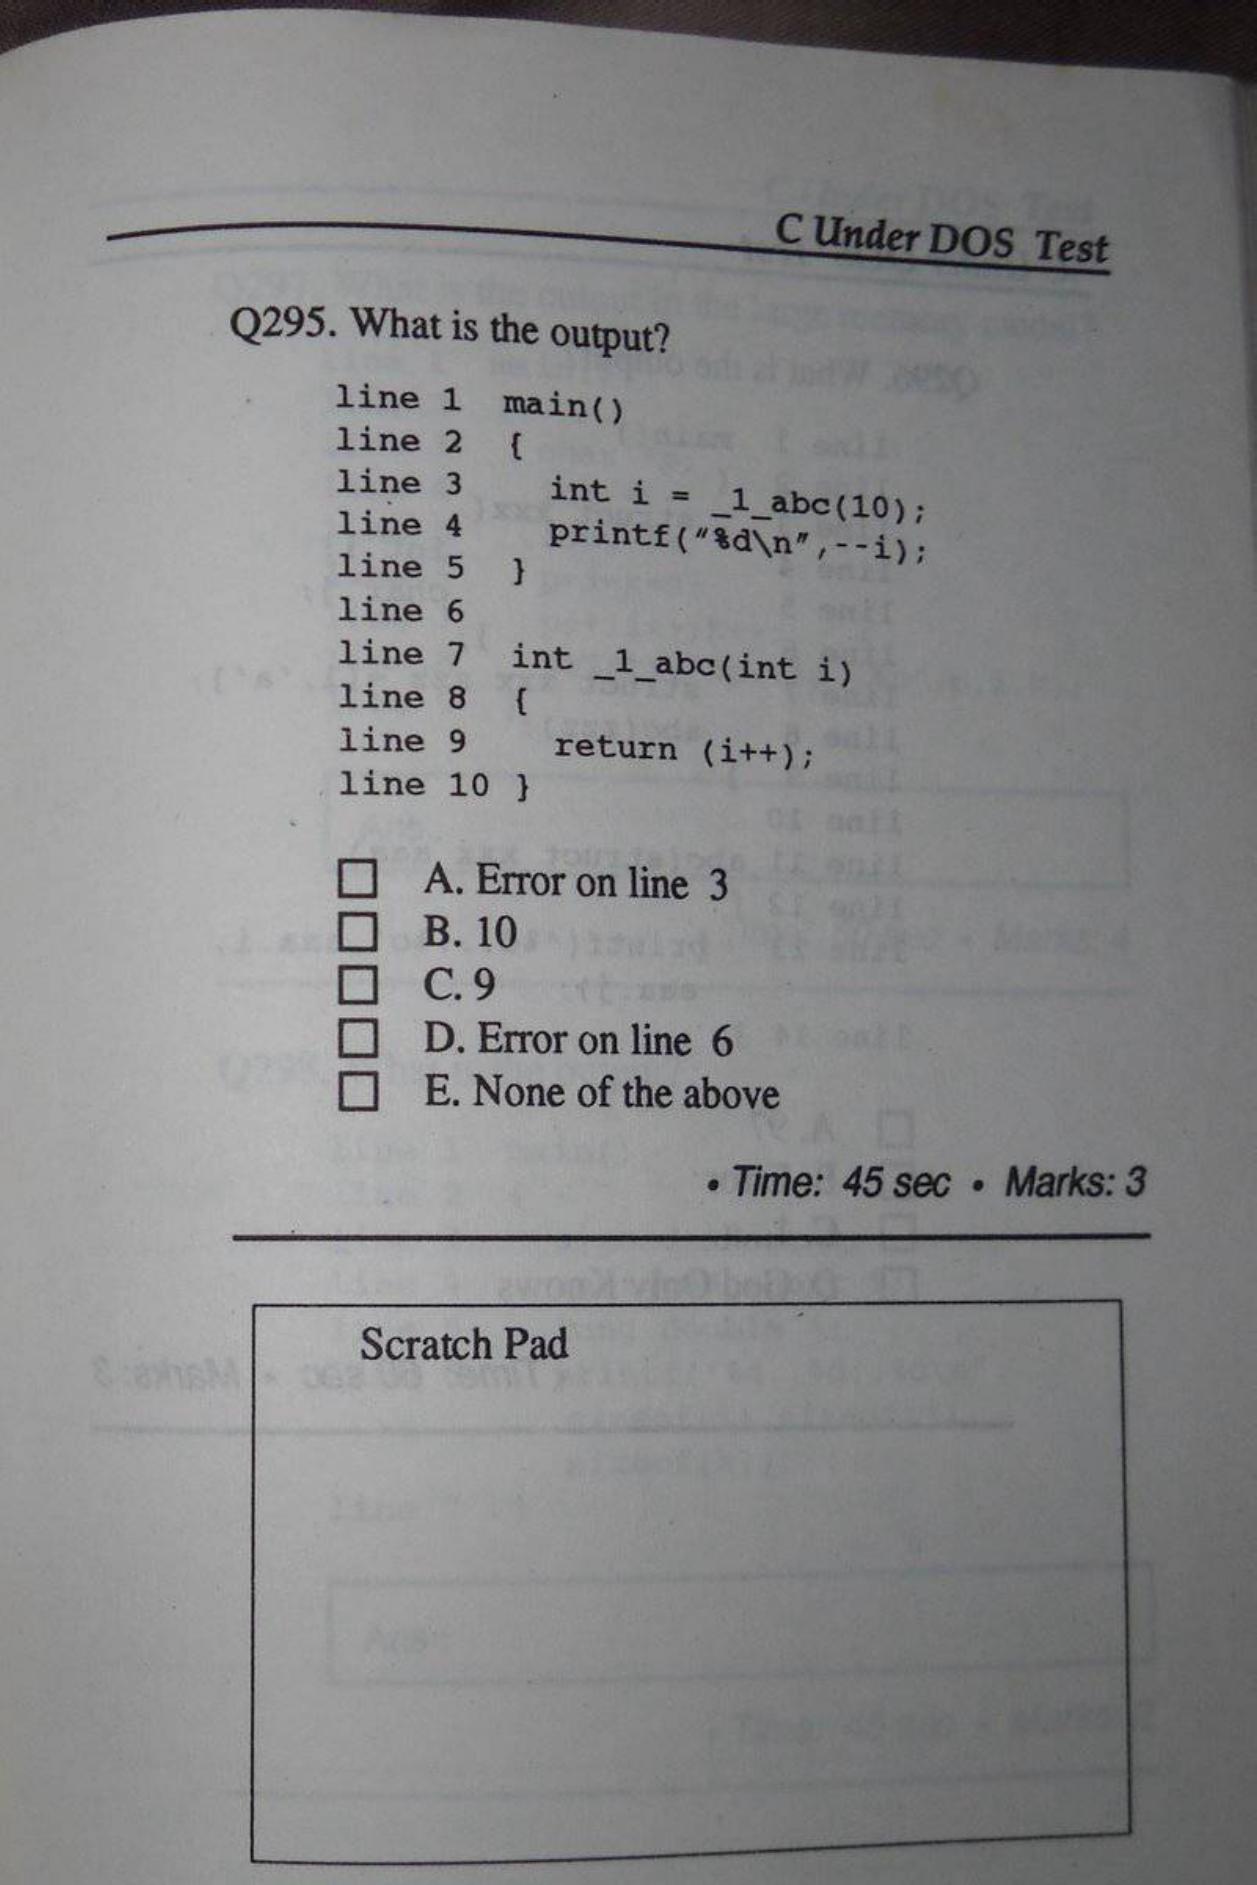 C Under DOS Test
Q295. What is the output?
line 1 main()
line 2 {
line 3 int i = _1_abc(10);
line 4 printf("%d\n",--i);
line 5 }
line 6
line 7 int _1_abc(int i)
line 8 {
line 9 return (i++);
line 10 }
A. Error on line 3
B. 10
C. 9
D. Error on line 6
E. None of the above
• Time: 45 sec • Marks: 3
Scratch Pad